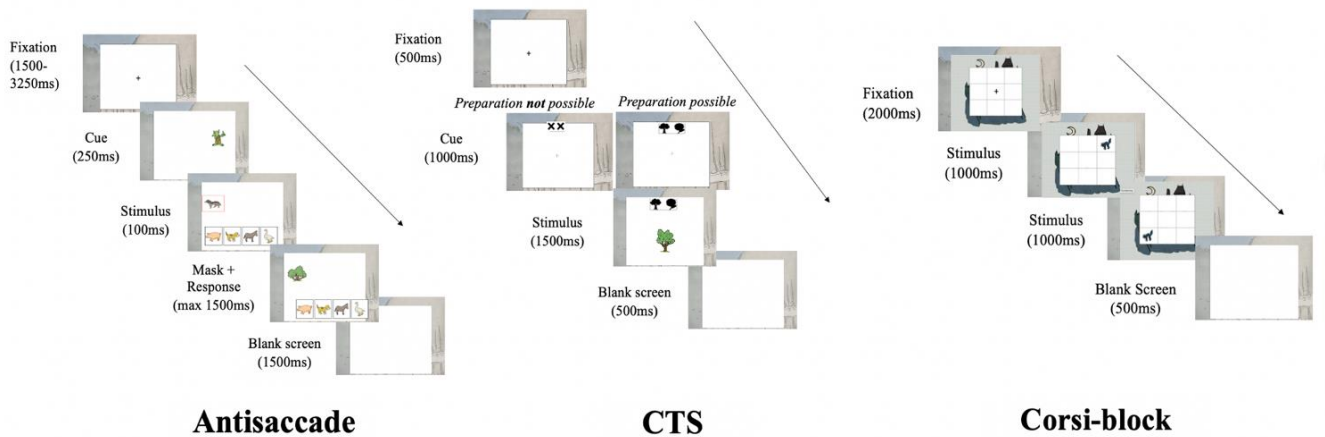 Fixation
(1500-
3250ms)
Cue
(250ms)
Stimulus
(100ms)
Mask +
Response
(max 1500ms)
Blank screen
(1500ms)
Antisaccade
Fixation
(500ms)
Preparation not possible
Preparation possible
Cue
(1000ms)
Stimulus
(1500ms)
Blank screen
(500ms)
CTS
Fixation
(2000ms)
Stimulus
(1000ms)
Stimulus
(1000ms)
Blank Screen
(500ms)
Corsi-block